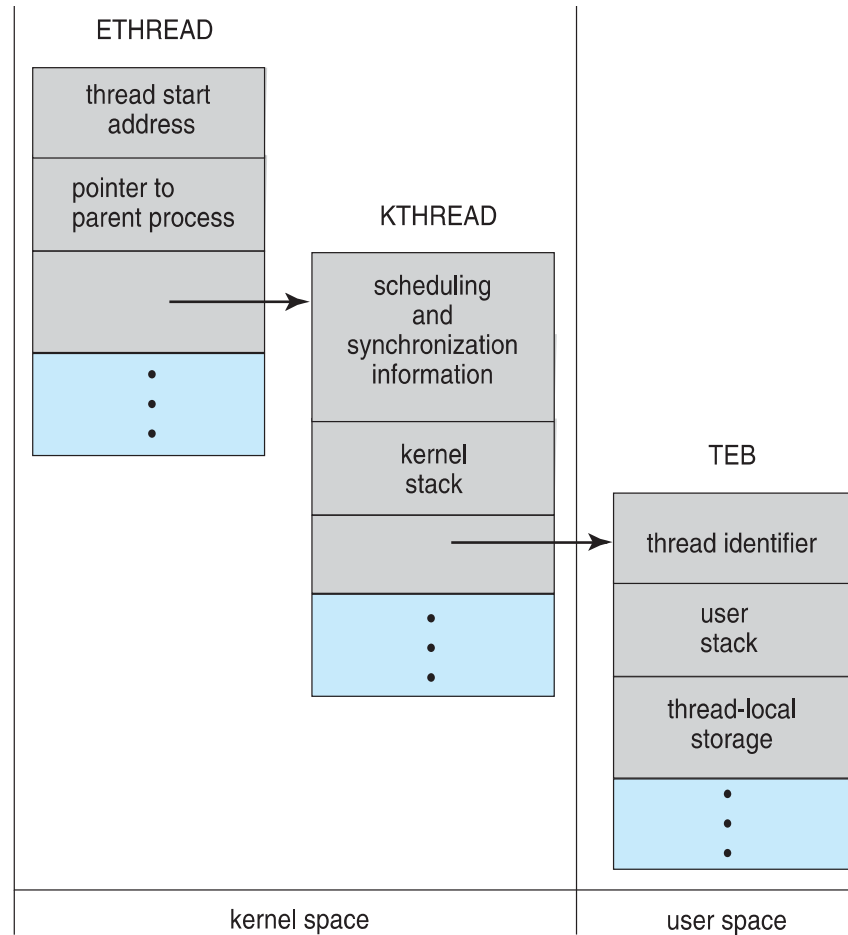 ETHREAD
thread start
address
pointer to
parent process
KTHREAD
scheduling
and
synchronization
information
kernel
stack
TEB
thread identifier
user
stack
thread-local
storage
kernel space
user space